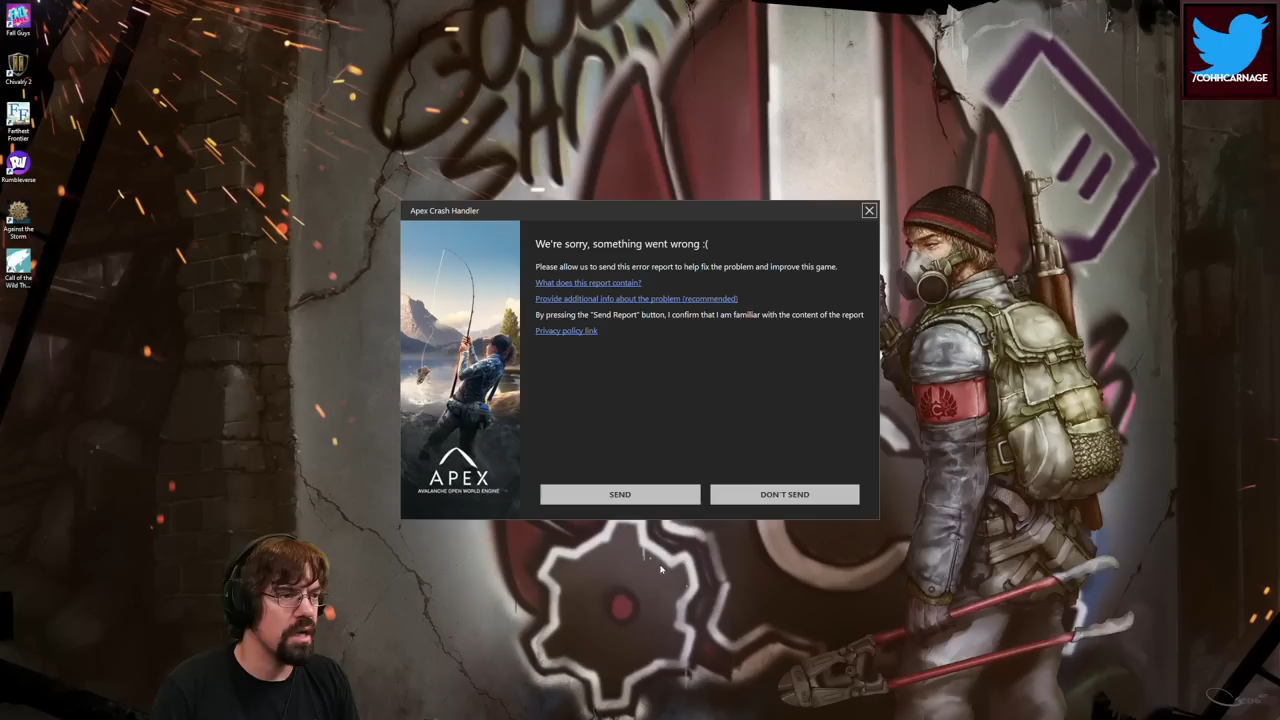 Fall Guys
Chivalry 2
Farthest
Frontier
Rumbleverse
Against the
Storm
Call of the
Wild Th...
/COHHCARNAGE
Apex Crash Handler
We're sorry, something went wrong :(
Please allow us to send this error report to help fix the problem and improve this game.
What does this report contain?
Provide additional info about the problem (recommended)
By pressing the "Send Report" button, I confirm that I am familiar with the content of the report
Privacy policy link
APEX
AVALANCHE OPEN WORLD ENGINE
SEND
DON'T SEND